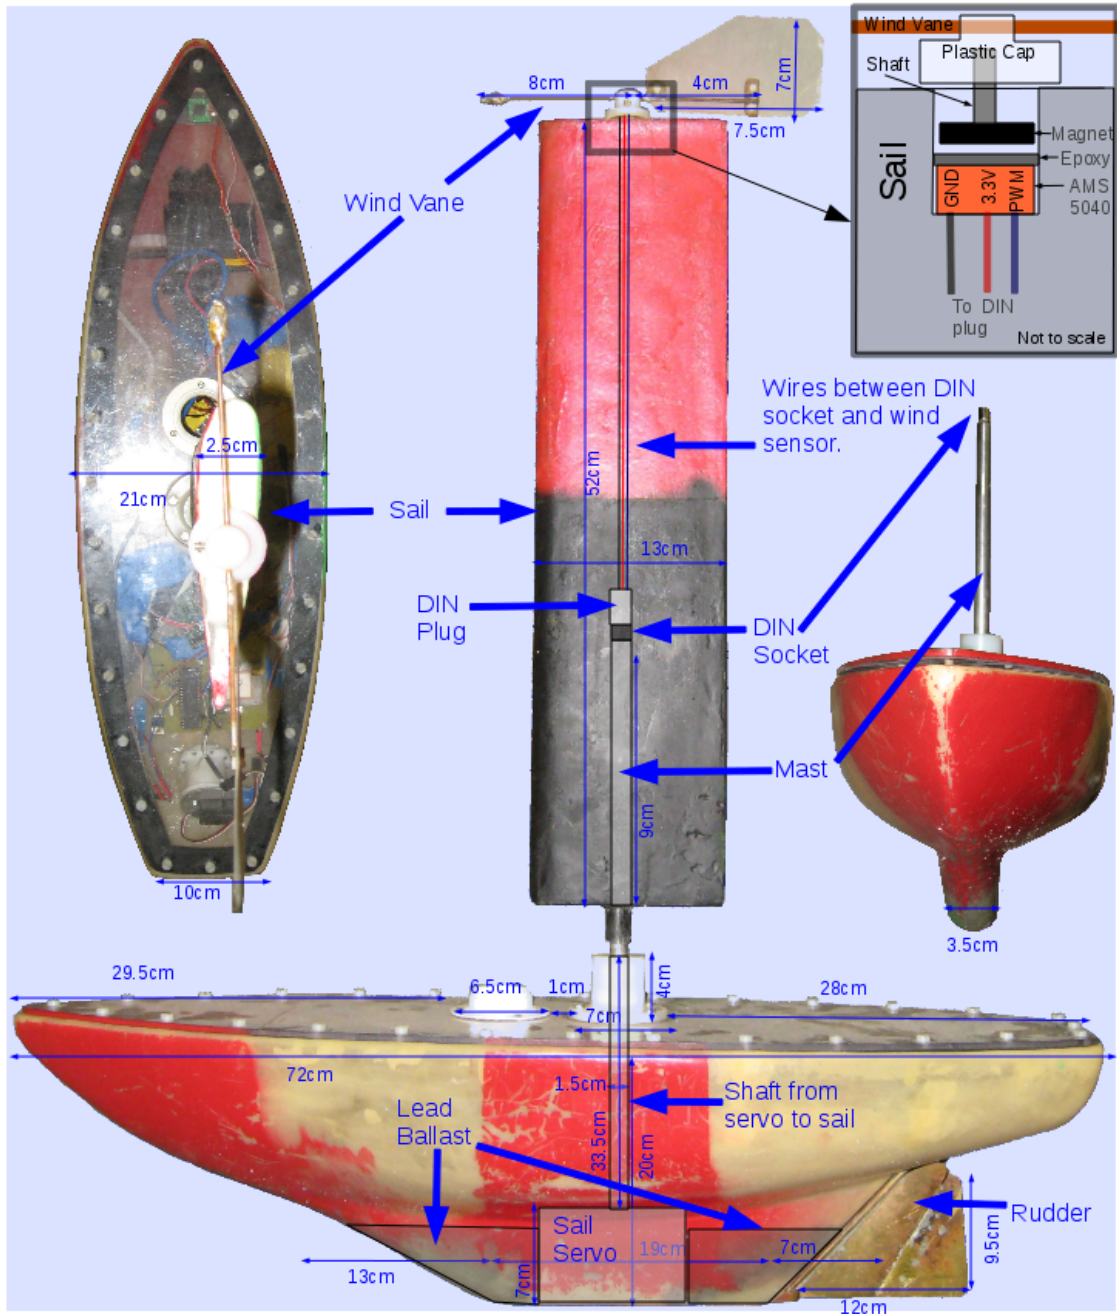 Wind Vane
Plastic Cap
Shaft
Magnet
Epoxy
AMS
5040
GND
3.3V
PWM
Sail
To DIN
plug
Not to scale
8cm
4cm
7cm
7.5cm
Wind Vane
2.5cm
21cm
Sail
52cm
13cm
Wires between DIN
socket and wind
sensor.
DIN
Plug
DIN
Socket
Mast
9cm
10cm
3.5cm
29.5cm
6.5cm
1cm
7cm
4cm
28cm
72cm
1.5cm
Shaft from
servo to sail
Lead
Ballast
33.5cm
20cm
Sail
Servo
Rudder
9.5cm
13cm
7cm
19cm
7cm
12cm